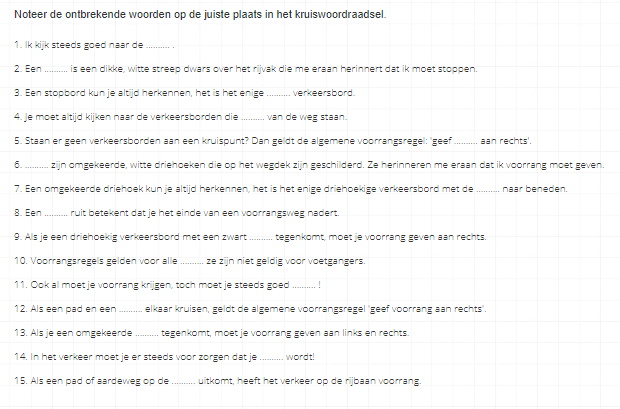 Noteer de ontbrekende woorden op de juiste plaats in het kruiswoordraadsel.
1. Ik kijk steeds goed naar de .......... .
2. Een .......... is een dikke, witte streep dwars over het rijvak die me eraan herinnert dat ik moet stoppen.
3. Een stopbord kun je altijd herkennen, het is het enige .......... verkeersbord.
4. Je moet altijd kijken naar de verkeersborden die .......... van de weg staan.
5. Staan er geen verkeersborden aan een kruispunt? Dan geldt de algemene voorrangsregel: 'geef .......... aan rechts'.
6. .......... zijn omgekeerde, witte driehoeken die op het wegdek zijn geschilderd. Ze herinneren me eraan dat ik voorrang moet geven.
7. Een omgekeerde driehoek kun je altijd herkennen, het is het enige driehoekige verkeersbord met de .......... naar beneden.
8. Een .......... ruit betekent dat je het einde van een voorrangsweg nadert.
9. Als je een driehoekig verkeersbord met een zwart .......... tegenkomt, moet je voorrang geven aan rechts.
10. Voorrangsregels gelden voor alle .......... ze zijn niet geldig voor voetgangers.
11. Ook al moet je voorrang krijgen, toch moet je steeds goed .......... !
12. Als een pad en een .......... elkaar kruisen, geldt de algemene voorrangsregel 'geef voorrang aan rechts'.
13. Als je een omgekeerde .......... tegenkomt, moet je voorrang geven aan links en rechts.
14. In het verkeer moet je er steeds voor zorgen dat je .......... wordt!
15. Als een pad of aardeweg op de .......... uitkomt, heeft het verkeer op de rijbaan voorrang.